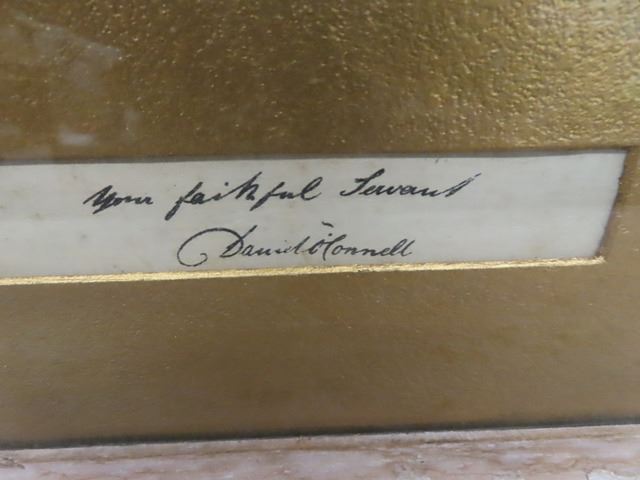 Your faithful Servant
Daniel O'Connell